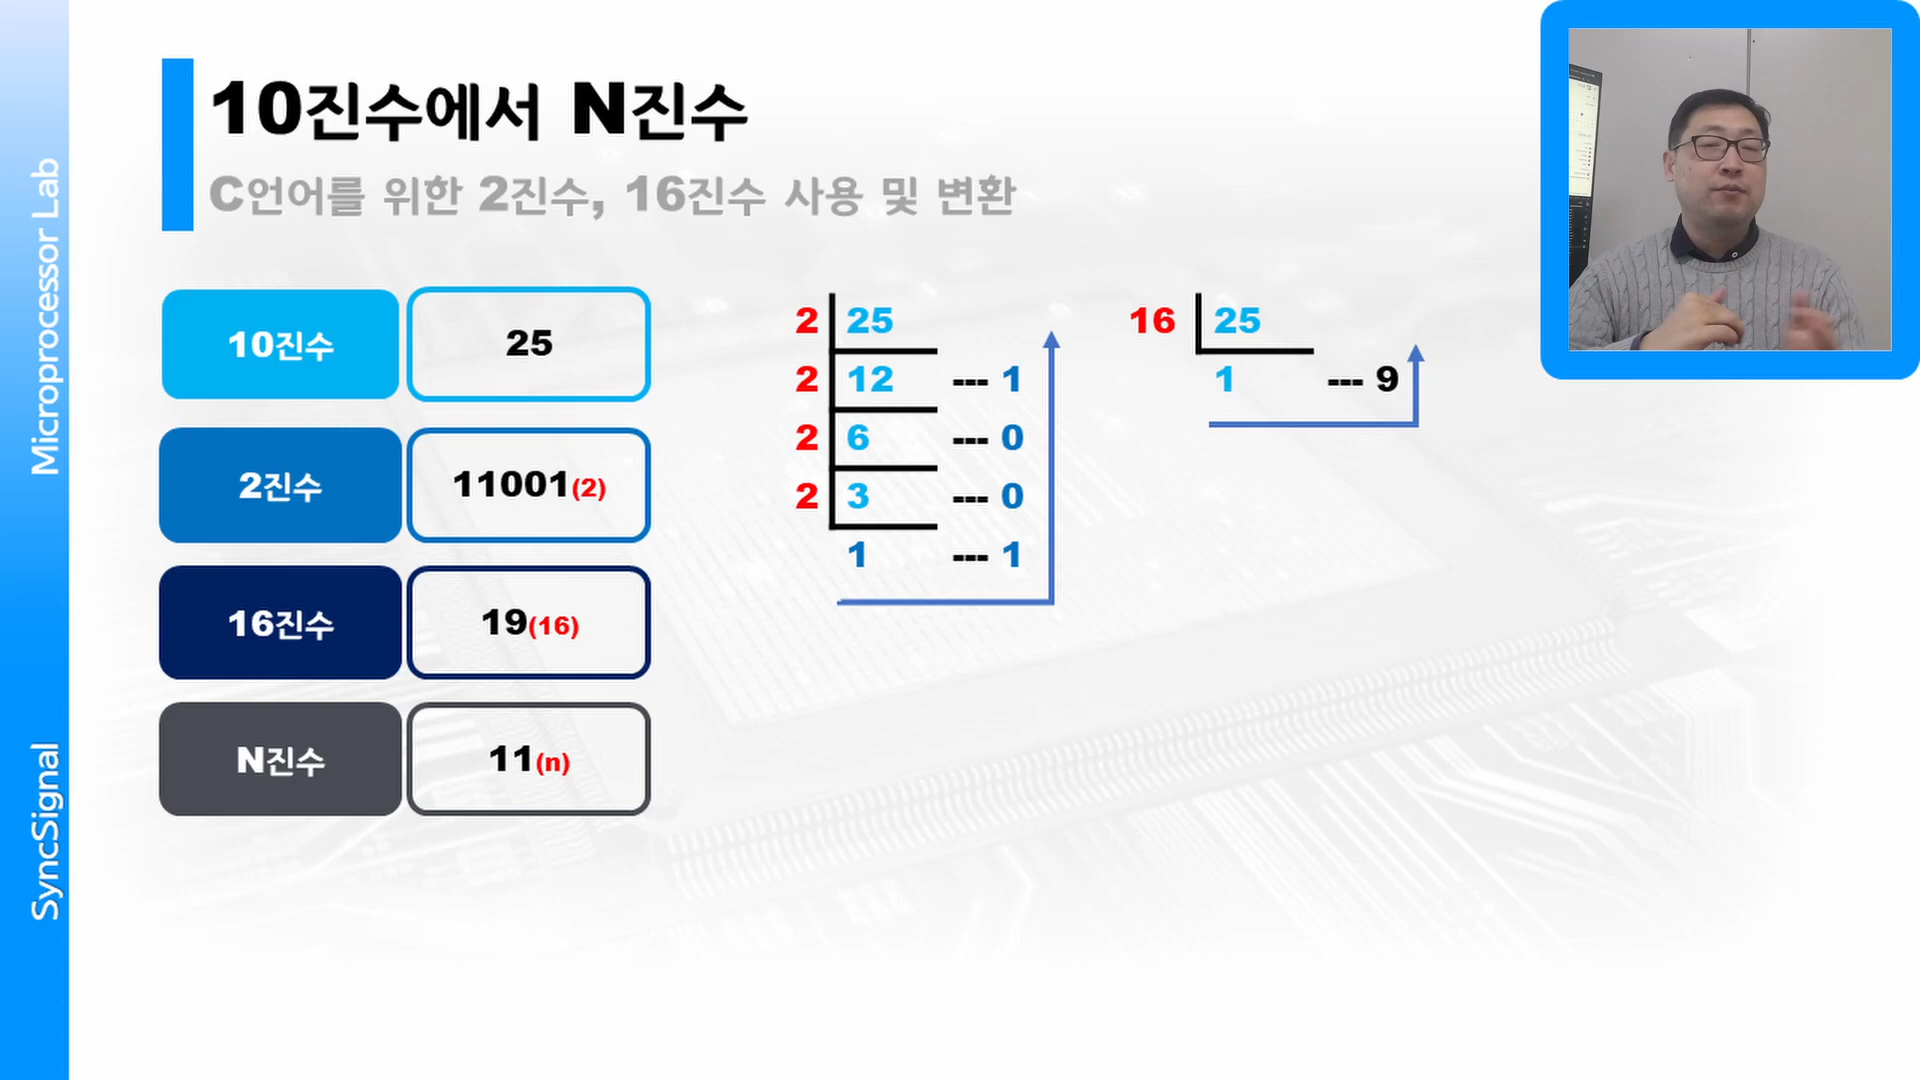 10진수에서 N진수
C언어를 위한 2진수, 16진수 사용 및 변환
Microprocessor Lab
SyncSignal
10진수 25
2진수 11001(2)
16진수 19(16)
N진수 11(n)
2 25
2 12 --- 1
2 6 --- 0
2 3 --- 0
1 --- 1
16 25
1 --- 9